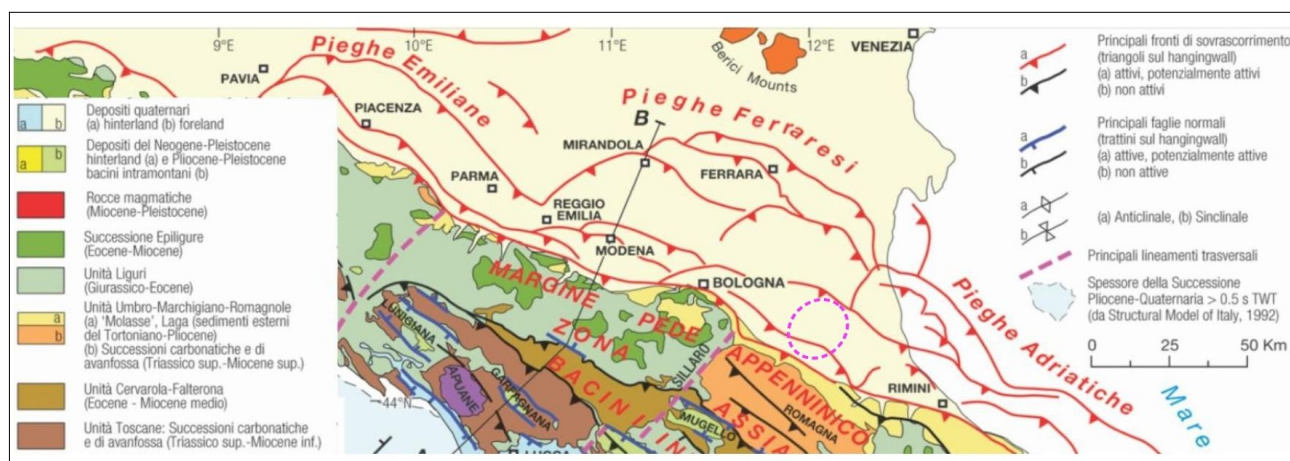 9°E
10°E
11°E
12°E
VENEZIA
PAVIA
Pieghe Emiliane
Berici Mounts
Pieghe Ferraresi
PIACENZA
B
MIRANDOLA
PARMA
FERRARA
REGGIO
EMILIA
MODENA
BOLOGNA
MARGINE PEDE APPENNINICO
ZONA ASSIA
BACINI IN
LUNIGIANA
APUANE
GARFAGNANA
SILLARO
MUGELLO
ROMAGNA
RIMINI
44°N
LUCCA
A
Pieghe Adriatiche
Mare
a b
Depositi quaternari
(a) hinterland (b) foreland
a b
Depositi del Neogene-Pleistocene
hinterland (a) e Pliocene-Pleistocene
bacini intramontani (b)
Rocce magmatiche
(Miocene-Pleistocene)
Successione Epiligure
(Eocene-Miocene)
Unità Liguri
(Giurassico-Eocene)
a
b
Unità Umbro-Marchigiano-Romagnole
(a) 'Molasse', Laga (sedimenti esterni
del Tortoniano-Pliocene)
(b) Successioni carbonatiche e di
avanfossa (Triassico sup.-Miocene sup.)
Unità Cervarola-Falterona
(Eocene - Miocene medio)
Unità Toscane: Successioni carbonatiche
e di avanfossa (Triassico sup.-Miocene inf.)
a
b
Principali fronti di sovrascorrimento
(triangoli sul hangingwall)
(a) attivi, potenzialmente attivi
(b) non attivi
a
b
Principali faglie normali
(trattini sul hangingwall)
(a) attive, potenzialmente attive
(b) non attive
a
b
(a) Anticlinale, (b) Sinclinale
Principali lineamenti trasversali
Spessore della Successione
Pliocene-Quaternaria > 0.5 s TWT
(da Structural Model of Italy, 1992)
0 25 50 Km